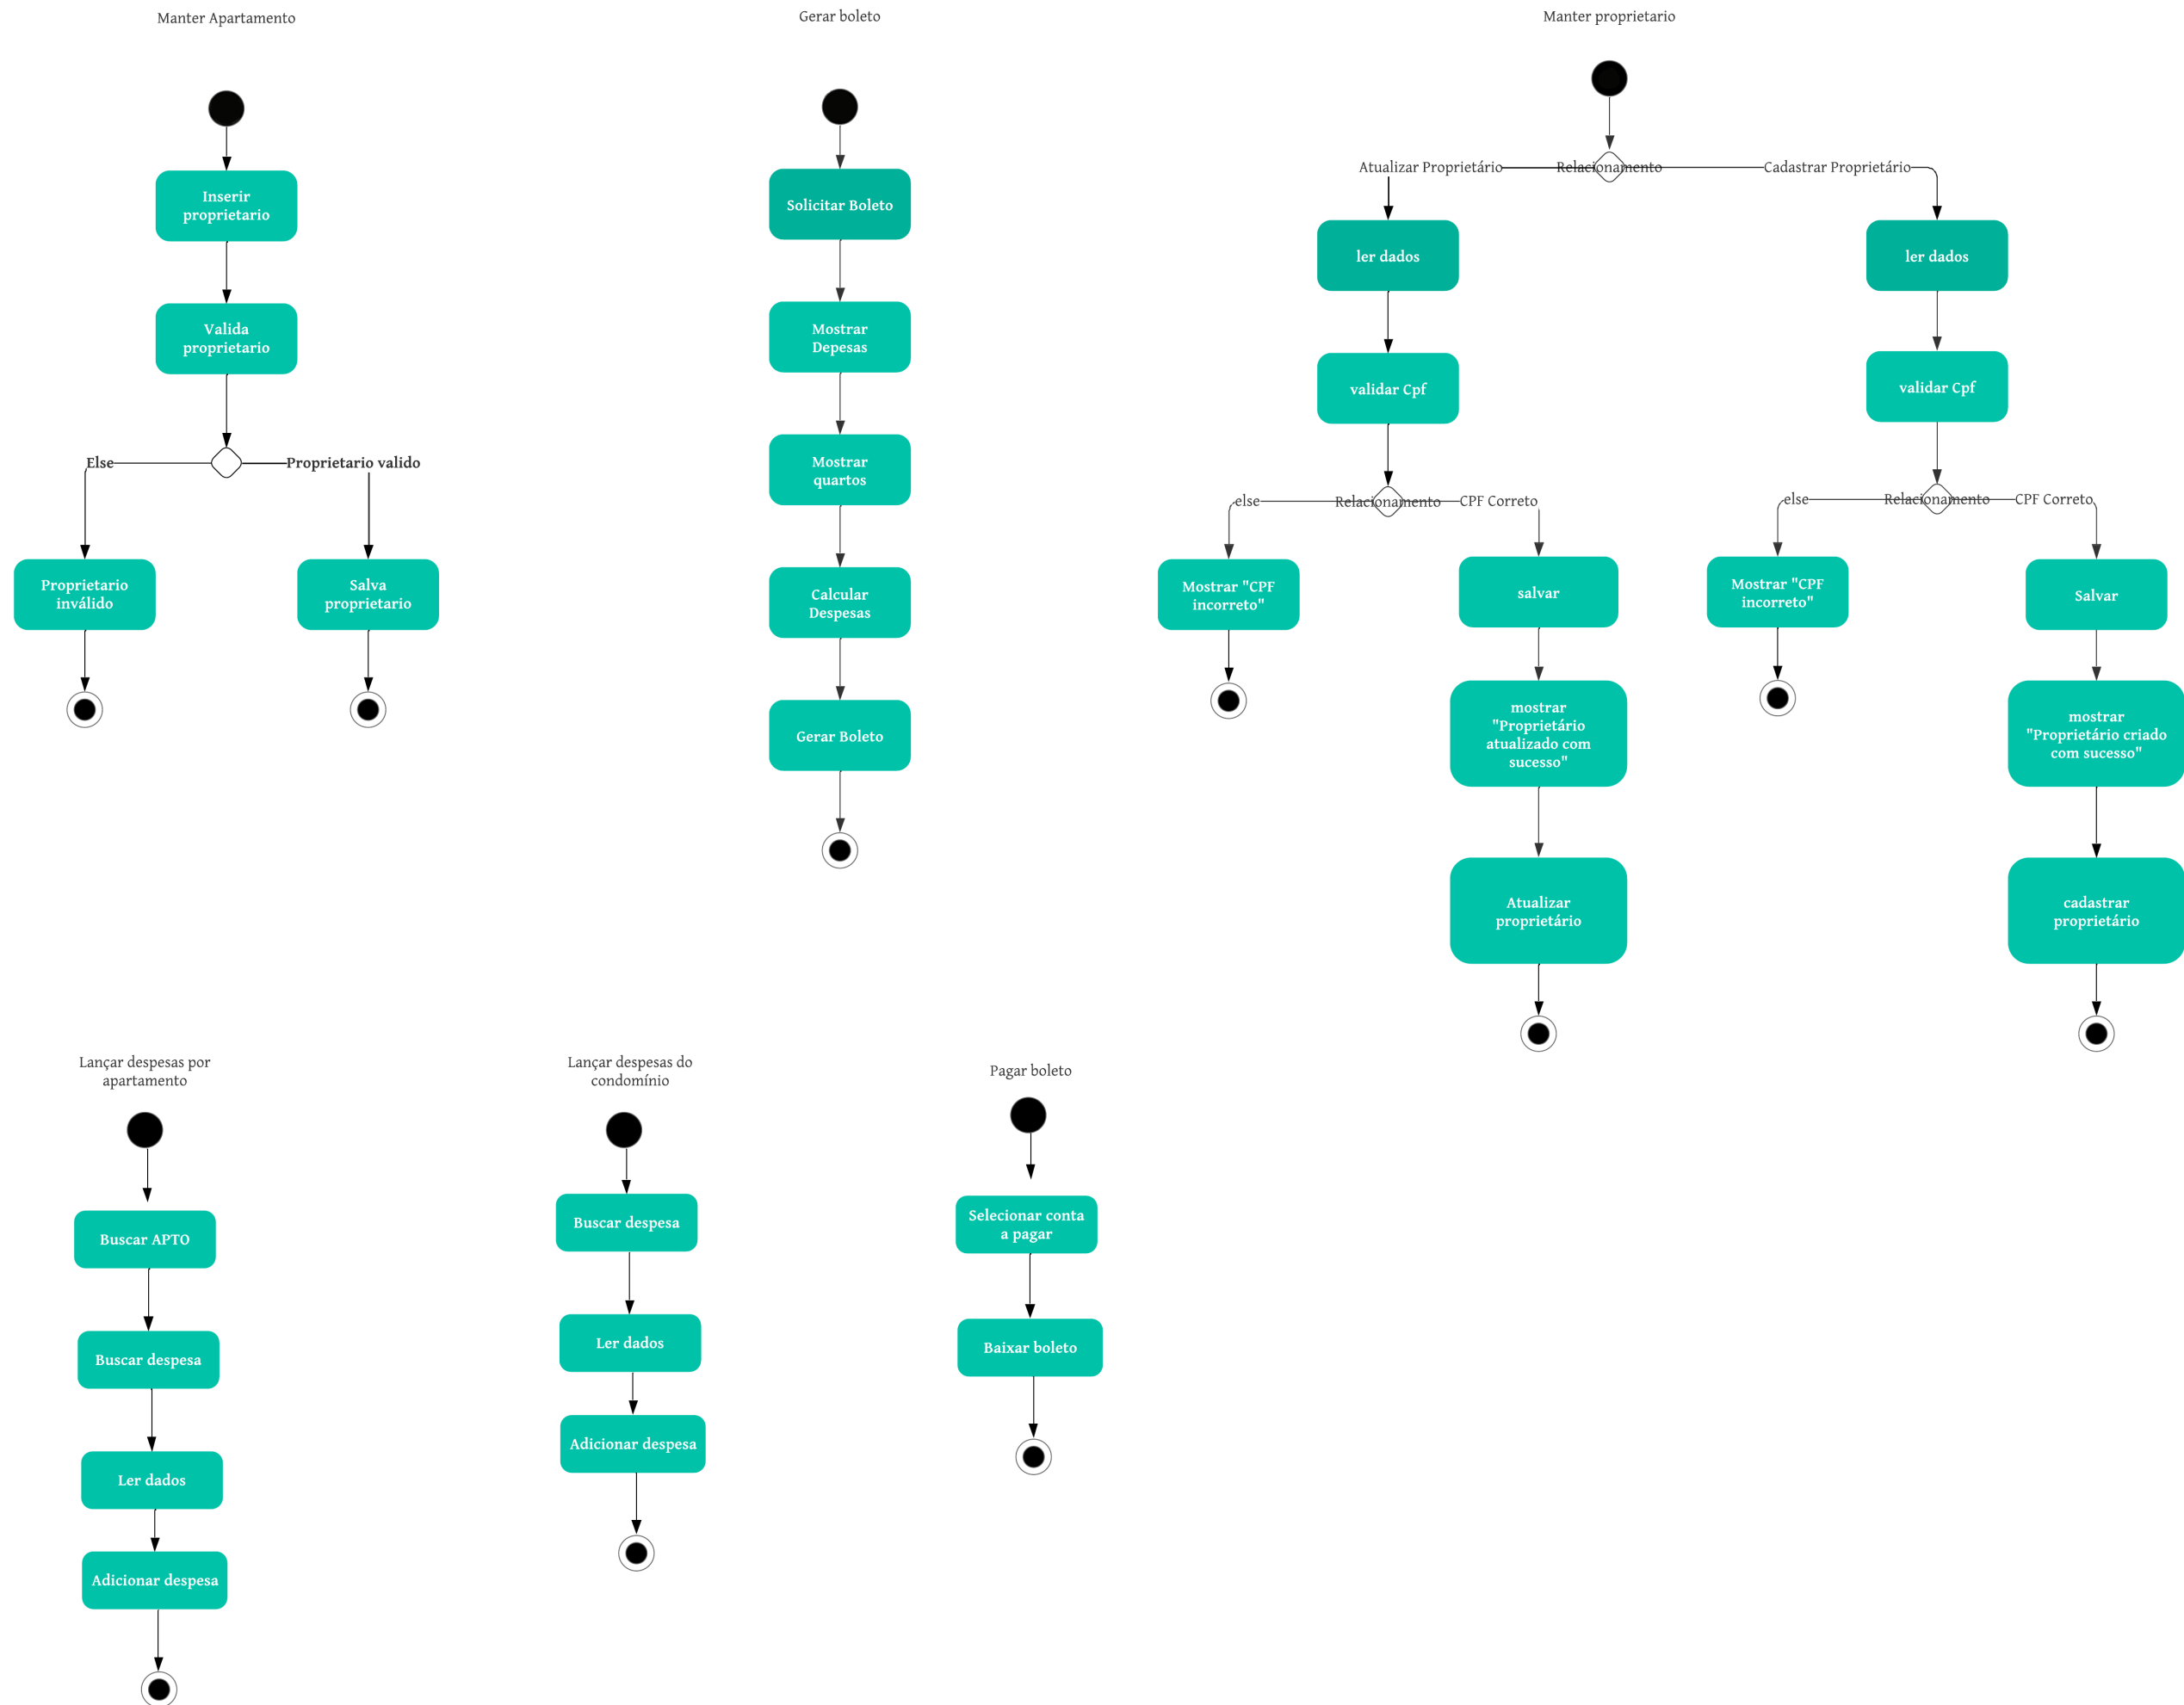 Manter Apartamento
Inserir
proprietario
Valida
proprietario
Else
Proprietario valido
Proprietario
inválido
Salva
proprietario
Gerar boleto
Solicitar Boleto
Mostrar
Depesas
Mostrar
quartos
Calcular
Despesas
Gerar Boleto
Manter proprietario
Atualizar Proprietário
Relacionamento
Cadastrar Proprietário
ler dados
validar Cpf
else
Relacionamento
CPF Correto
Mostrar "CPF
incorreto"
salvar
mostrar
"Proprietário
atualizado com
sucesso"
Atualizar
proprietário
ler dados
validar Cpf
else
Relacionamento
CPF Correto
Mostrar "CPF
incorreto"
Salvar
mostrar
"Proprietário criado
com sucesso"
cadastrar
proprietário
Lançar despesas por
apartamento
Buscar APTO
Buscar despesa
Ler dados
Adicionar despesa
Lançar despesas do
condomínio
Buscar despesa
Ler dados
Adicionar despesa
Pagar boleto
Selecionar conta
a pagar
Baixar boleto